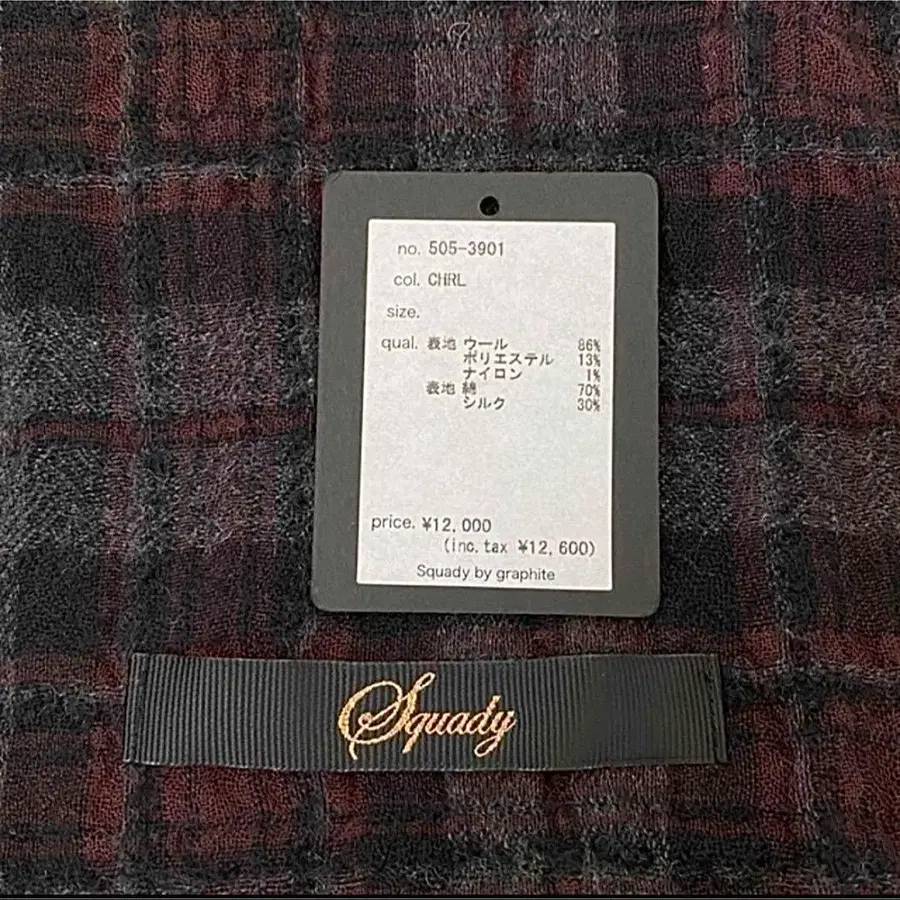 no. 505-3901
col. CHRL
size.
qual. 表地 ウール 86%
ポリエステル 13%
ナイロン 1%
表地 綿 70%
シルク 30%
price. ¥12,000
(inc. tax ¥12,600)
Squady by graphite
Squady